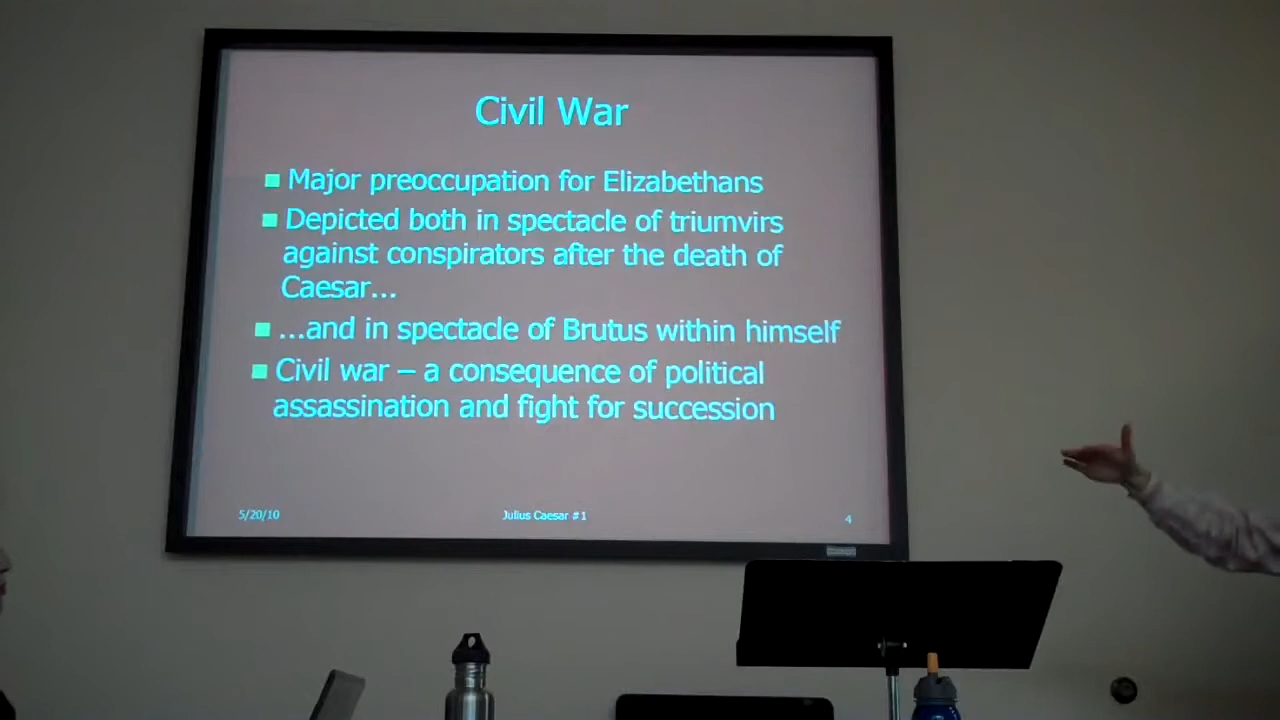 Civil War
Major preoccupation for Elizabethans
Depicted both in spectacle of triumvirs
against conspirators after the death of
Caesar...
...and in spectacle of Brutus within himself
Civil war – a consequence of political
assassination and fight for succession
5/20/10
Julius Caesar #1
4